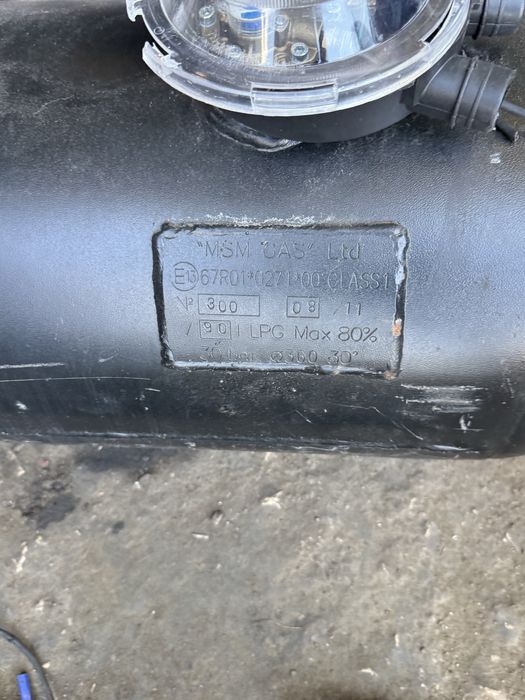 "MSM GAS" Ltd
E13 67R01*0271*00*CLASS1
Nº 300 08 /11
/ 90 l LPG Max 80%
30 bar Ø360 30°